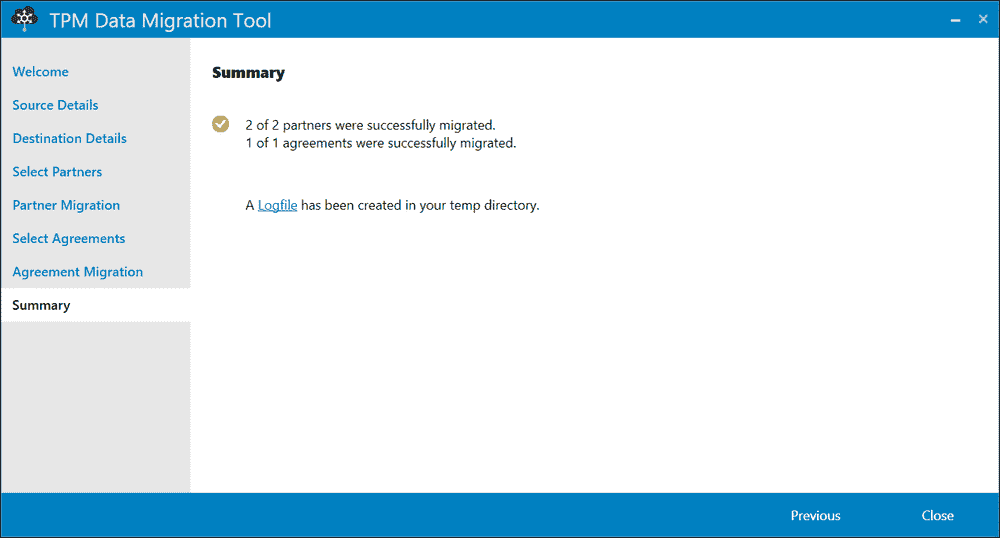 TPM Data Migration Tool
Welcome
Source Details
Destination Details
Select Partners
Partner Migration
Select Agreements
Agreement Migration
Summary
Summary
2 of 2 partners were successfully migrated.
1 of 1 agreements were successfully migrated.
A Logfile has been created in your temp directory.
Previous
Close